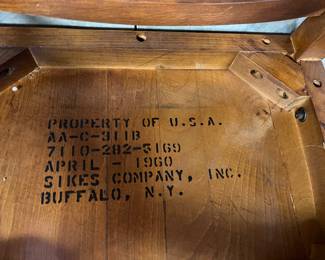 PROPERTY OF U.S.A.
AA-C-311B
7110-282-5169
APRIL - 1960
SIKES COMPANY, INC.
BUFFALO, N.Y.